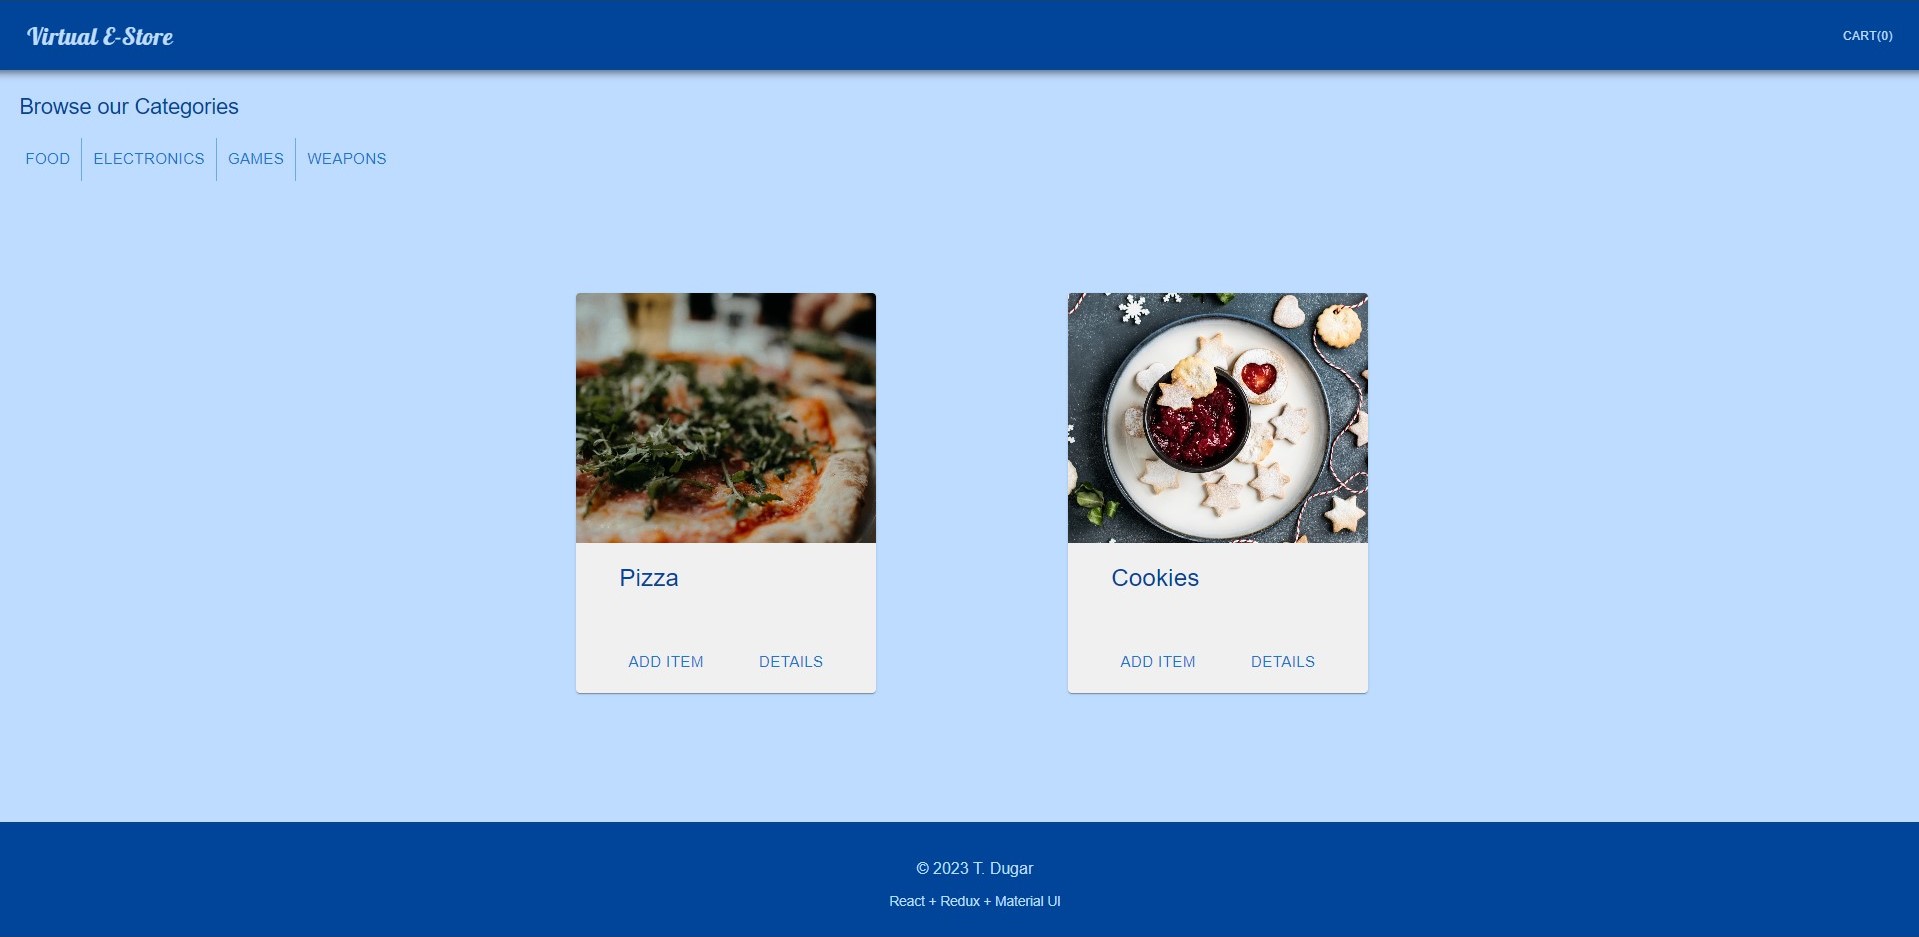 Virtual E-Store
CART(0)
Browse our Categories
FOOD ELECTRONICS GAMES WEAPONS
Pizza
ADD ITEM DETAILS
Cookies
ADD ITEM DETAILS
© 2023 T. Dugar
React + Redux + Material UI